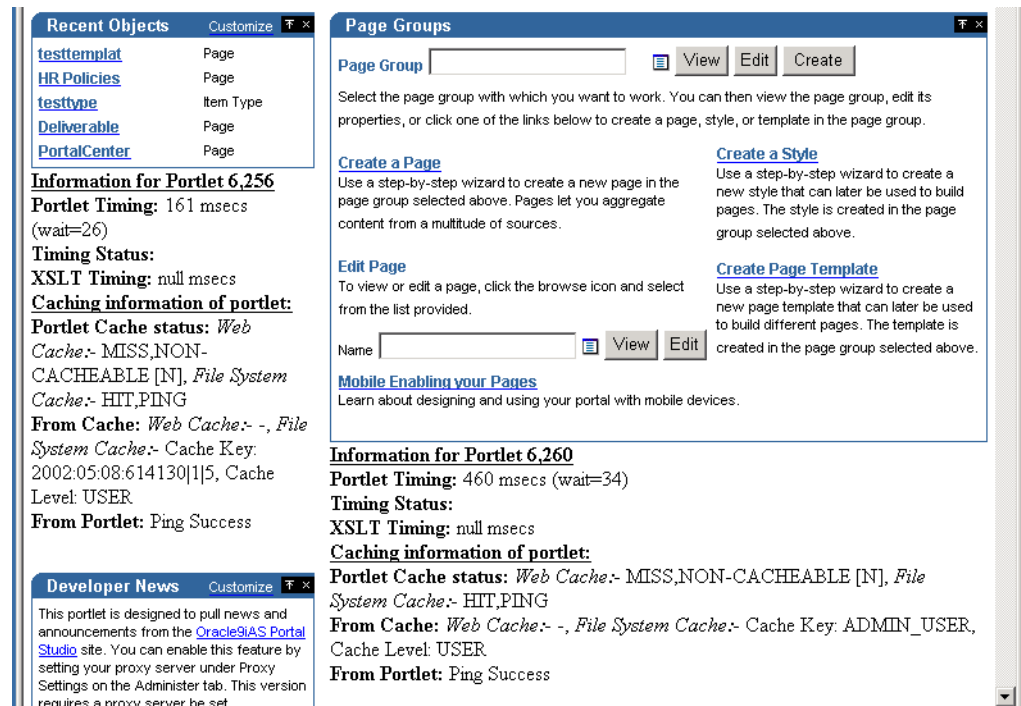 Recent Objects Customize
testtemplat Page
HR Policies Page
testtype Item Type
Deliverable Page
PortalCenter Page
Information for Portlet 6,256
Portlet Timing: 161 msecs
(wait=26)
Timing Status:
XSLT Timing: null msecs
Caching information of portlet:
Portlet Cache status: Web
Cache:- MISS,NON-
CACHEABLE [N], File System
Cache:- HIT,PING
From Cache: Web Cache:- -, File
System Cache:- Cache Key:
2002:05:08:614130|1|5, Cache
Level: USER
From Portlet: Ping Success
Developer News Customize
This portlet is designed to pull news and
announcements from the Oracle9iAS Portal
Studio site. You can enable this feature by
setting your proxy server under Proxy
Settings on the Administer tab. This version
requires a proxy server be set
Page Groups
Page Group View Edit Create
Select the page group with which you want to work. You can then view the page group, edit its
properties, or click one of the links below to create a page, style, or template in the page group.
Create a Page
Use a step-by-step wizard to create a new page in the
page group selected above. Pages let you aggregate
content from a multitude of sources.
Edit Page
To view or edit a page, click the browse icon and select
from the list provided.
Name View Edit
Mobile Enabling your Pages
Learn about designing and using your portal with mobile devices.
Create a Style
Use a step-by-step wizard to create a
new style that can later be used to build
pages. The style is created in the page
group selected above.
Create Page Template
Use a step-by-step wizard to create a
new page template that can later be used
to build different pages. The template is
created in the page group selected above.
Information for Portlet 6,260
Portlet Timing: 460 msecs (wait=34)
Timing Status:
XSLT Timing: null msecs
Caching information of portlet:
Portlet Cache status: Web Cache:- MISS,NON-CACHEABLE [N], File
System Cache:- HIT,PING
From Cache: Web Cache:- -, File System Cache:- Cache Key: ADMIN_USER,
Cache Level: USER
From Portlet: Ping Success